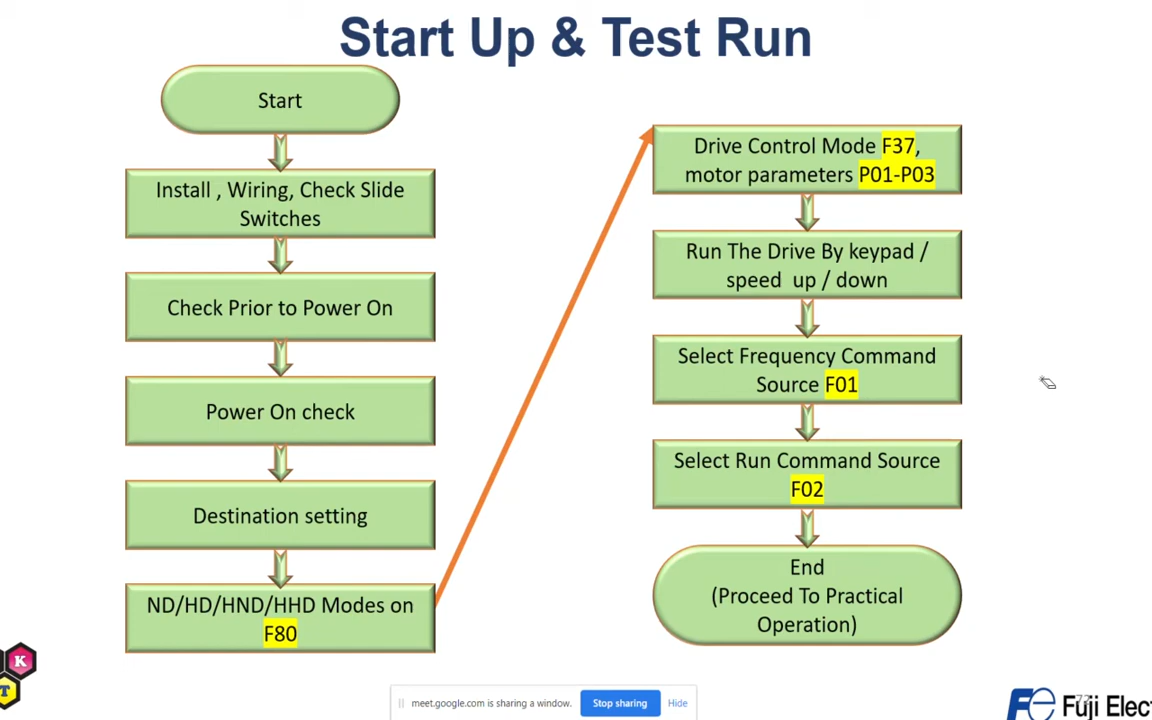 Start Up & Test Run
Start
Install , Wiring, Check Slide
Switches
Check Prior to Power On
Power On check
Destination setting
ND/HD/HND/HHD Modes on
F80
Drive Control Mode F37,
motor parameters P01-P03
Run The Drive By keypad /
speed up / down
Select Frequency Command
Source F01
Select Run Command Source
F02
End
(Proceed To Practical
Operation)
K
T
meet.google.com is sharing a window.
Stop sharing
Hide
Fe Fuji Elect